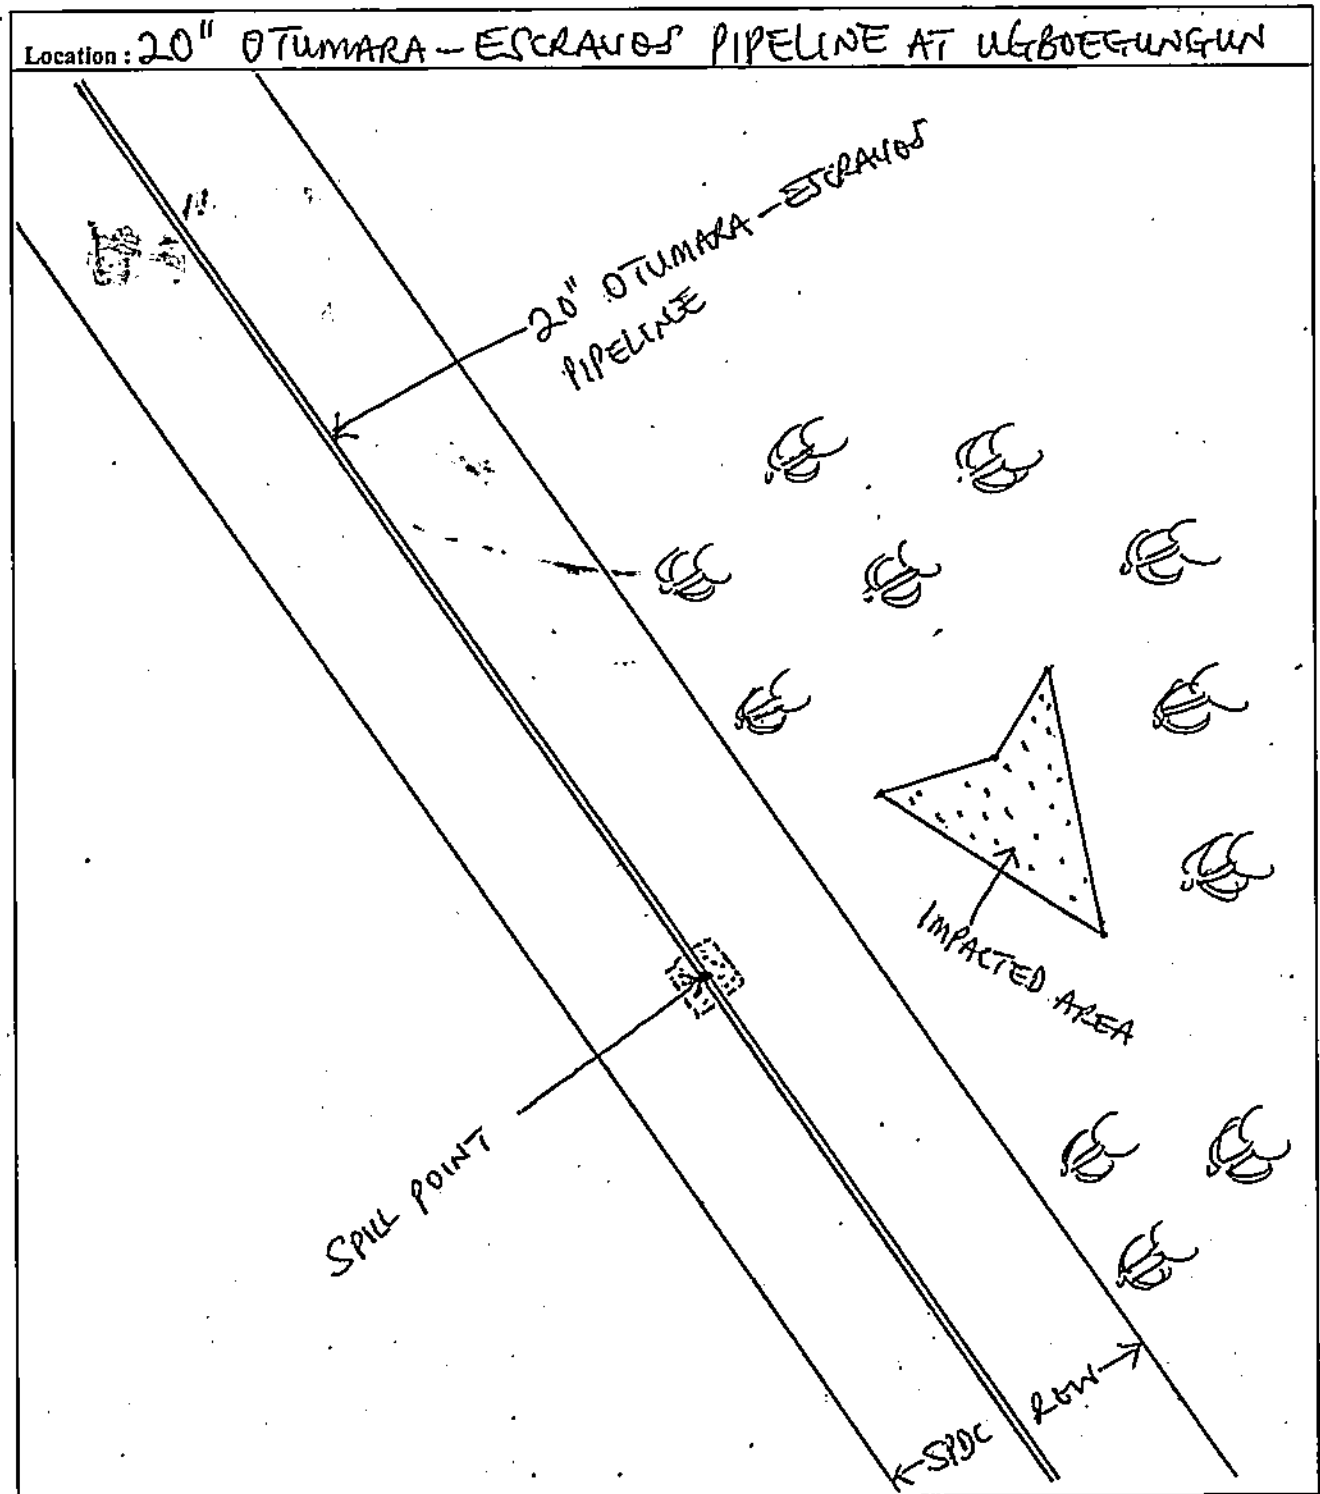 Location: 20" OTUMARA-ESCRAVOS PIPELINE AT UGBOEGUNGUN
20" OTUMARA-ESCRAVOS
PIPELINE
IMPACTED AREA
SPILL POINT
SPDC ROW